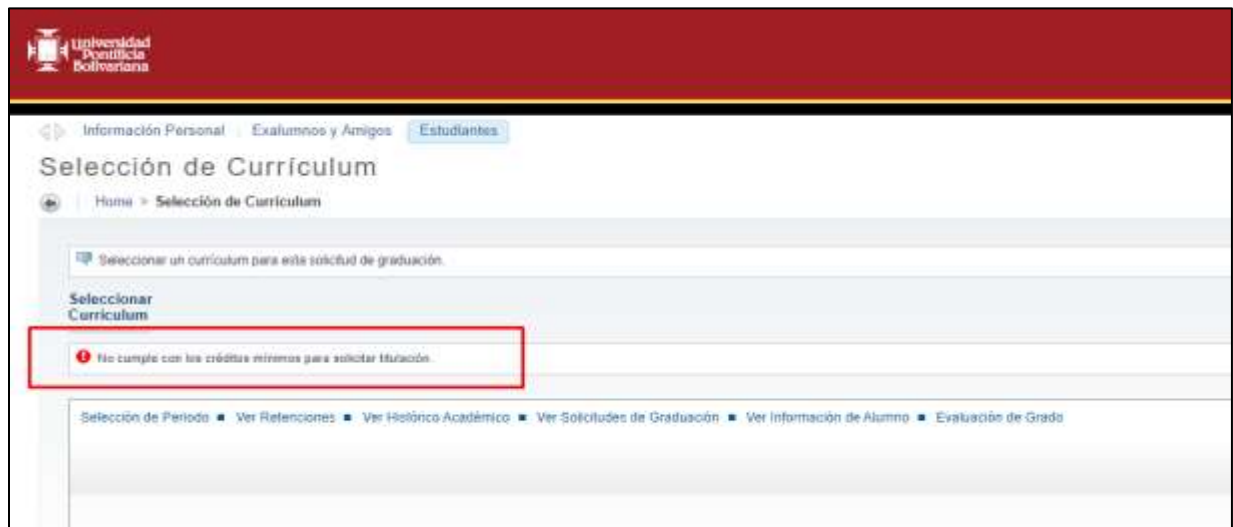 Universidad
Pontificia
Bolivariana
Información Personal Exalumnos y Amigos Estudiantes
Selección de Currículum
Home > Selección de Currículum
Seleccionar un currículum para esta solicitud de graduación.
Seleccionar
Currículum
No cumple con los créditos mínimos para solicitar titulación.
Selección de Periodo ■ Ver Retenciones ■ Ver Histórico Académico ■ Ver Solicitudes de Graduación ■ Ver Información de Alumno ■ Evaluación de Grado